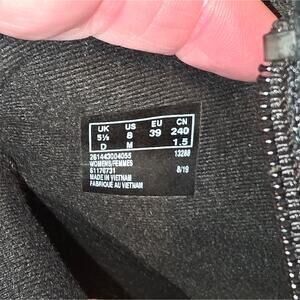 UK US EU CN
5½ 8 39 240
D M 1.5
261443004055 13288
WOMENS/FEMMES
61176731 8/19
MADE IN VIETNAM
FABRIQUÉ AU VIETNAM